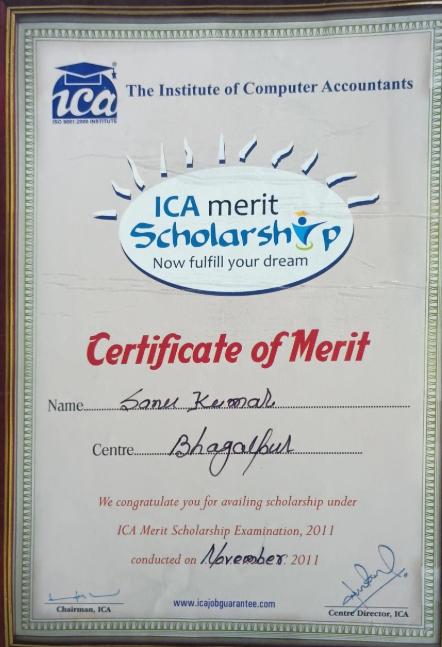 ica
ISO 9001:2000 INSTITUTE
The Institute of Computer Accountants
ICA merit
Scholarship
Now fulfill your dream
Certificate of Merit
Name Sanu Kumar
Centre Bhagalpur
We congratulate you for availing scholarship under
ICA Merit Scholarship Examination, 2011
conducted on November 2011
Chairman, ICA
www.icajobguarantee.com
Centre Director, ICA